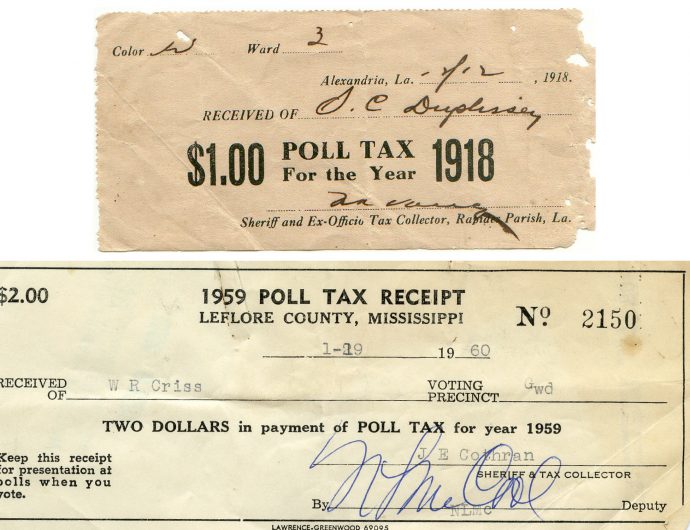 Color W Ward 3
Alexandria, La. , 1918.
RECEIVED OF S. C. Duplissey
$1.00 POLL TAX 1918
For the Year
Sheriff and Ex-Officio Tax Collector, Rapides Parish, La.
$2.00 1959 POLL TAX RECEIPT
LEFLORE COUNTY, MISSISSIPPI Nº 2150
1-29 19 60
RECEIVED OF W R Criss VOTING PRECINCT Gwd
TWO DOLLARS in payment of POLL TAX for year 1959
J E Cothran
Keep this receipt SHERIFF & TAX COLLECTOR
for presentation at
polls when you
vote. By NLMc Deputy
LAWRENCE-GREENWOOD 69095